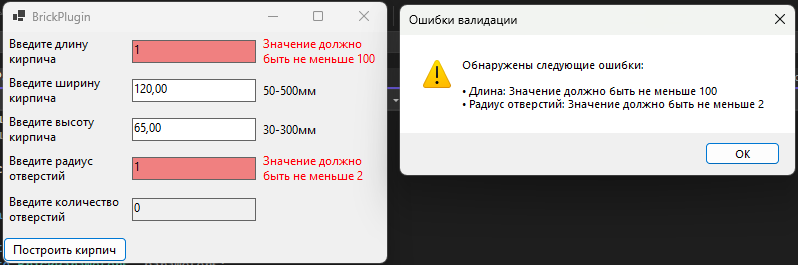 BrickPlugin
Введите длину
кирпича
1
Значение должно
быть не меньше 100
Введите ширину
кирпича
120,00
50-500мм
Введите высоту
кирпича
65,00
30-300мм
Введите радиус
отверстий
1
Значение должно
быть не меньше 2
Введите количество
отверстий
0
Построить кирпич
Ошибки валидации
Обнаружены следующие ошибки:
• Длина: Значение должно быть не меньше 100
• Радиус отверстий: Значение должно быть не меньше 2
OK